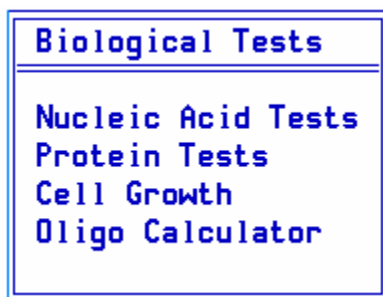 Biological Tests
Nucleic Acid Tests
Protein Tests
Cell Growth
Oligo Calculator